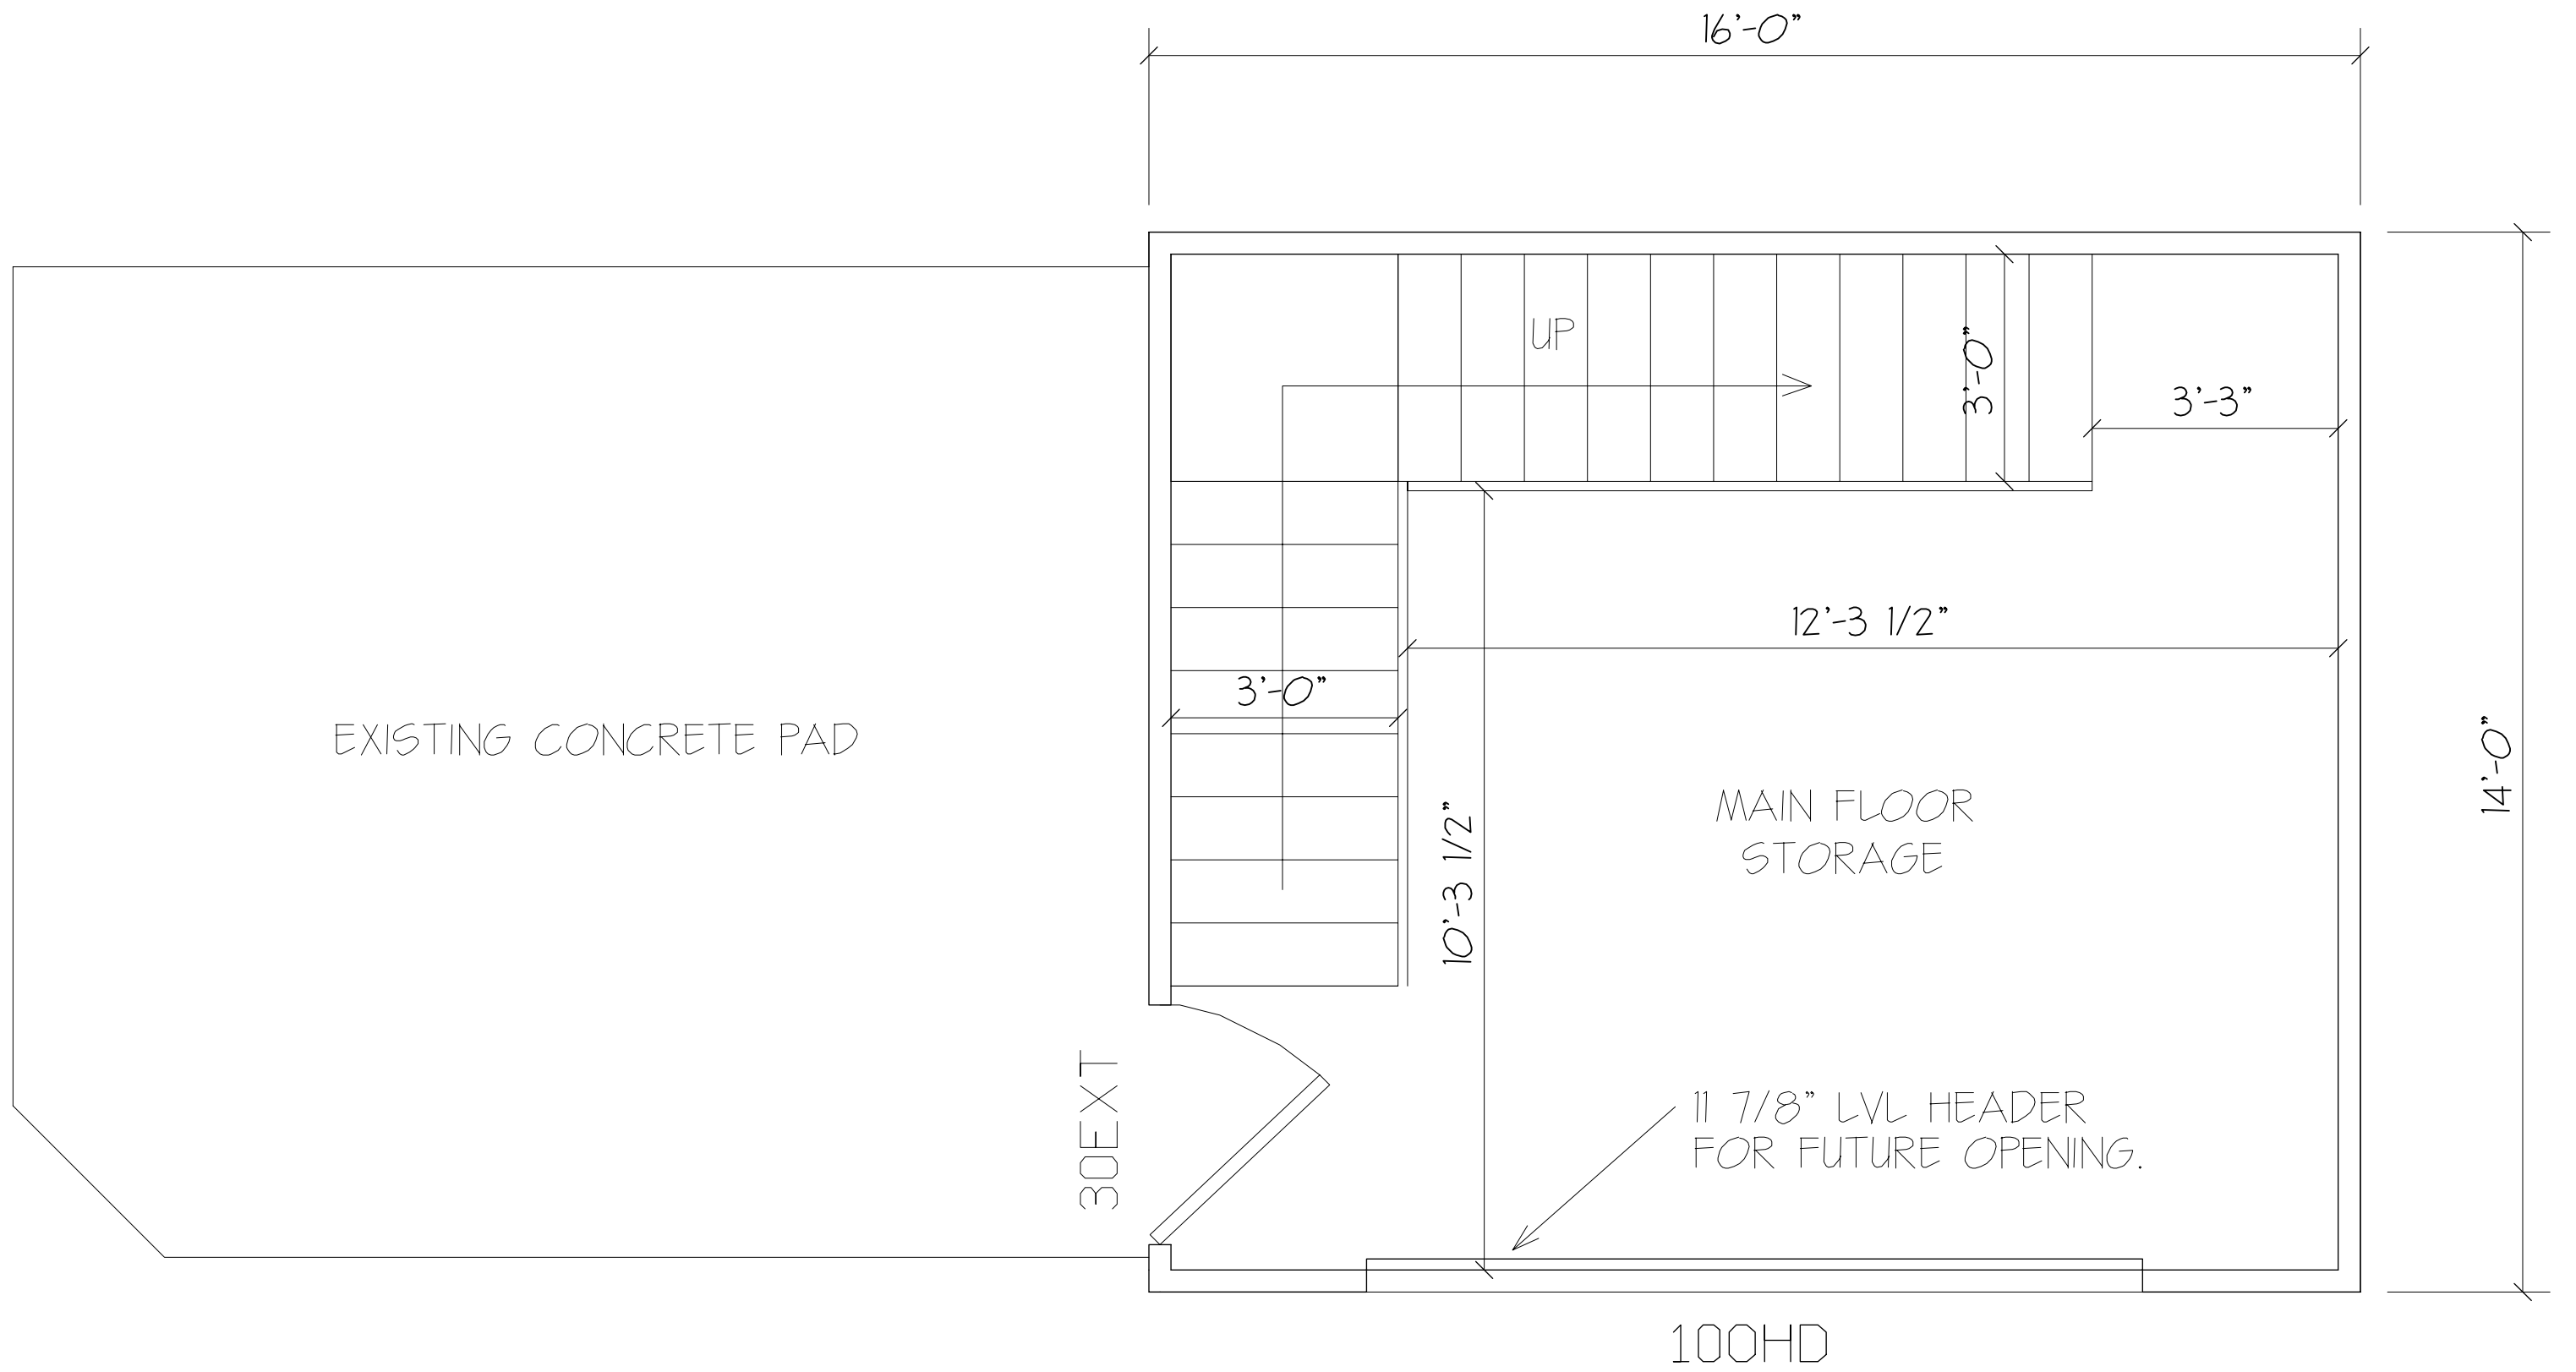 16'-0"
UP
3'-0"
3'-3"
12'-3 1/2"
3'-0"
EXISTING CONCRETE PAD
14'-0"
MAIN FLOOR
STORAGE
10'-3 1/2"
30EXT
11 7/8" LVL HEADER
FOR FUTURE OPENING.
100HD